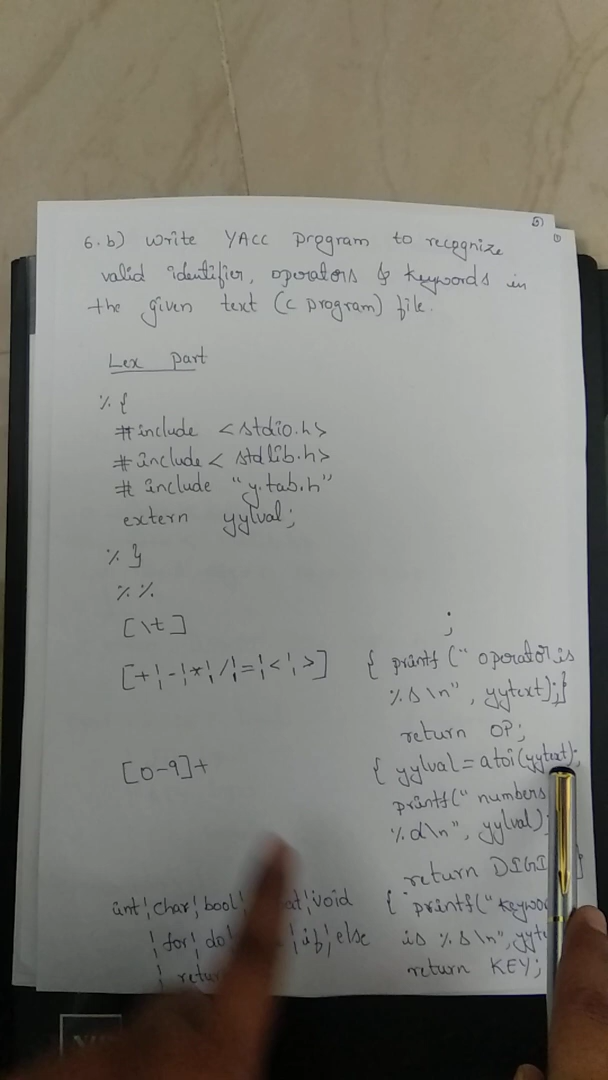 6.b) Write YACC program to recognize
valid identifier, operators & keywords in
the given text (C program) file.
Lex part
%{
#include <stdio.h>
#include < stdlib.h>
# include "y.tab.h"
extern yylval;
%}
%%
[\t] ;
[+|-|*|/|=|<|>] { printf (" operator is
%s \n", yytext);}
return OP;
[0-9]+ { yylval = atoi(yytext);
printf(" numbers
%d\n", yylval);
return
int|char|bool| |void { printf("
| for| do| |if|else is %s \n",
| return KEY;